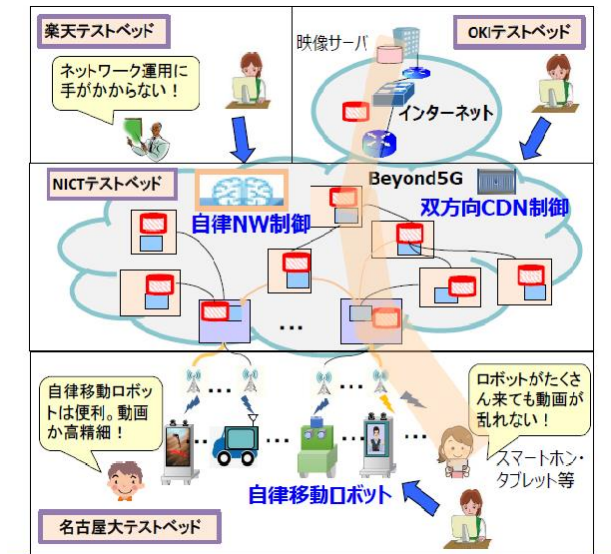 楽天テストベッド
ネットワーク運用に
手がかからない！
映像サーバ
OKIテストベッド
インターネット
NICTテストベッド
Beyond5G
自律NW制御
双方向CDN制御
...
自律移動ロボッ
トは便利。動画
か高精細！
ロボットがたくさ
ん来ても動画が
乱れない！
スマートホン・
タブレット等
自律移動ロボット
名古屋大テストベッド